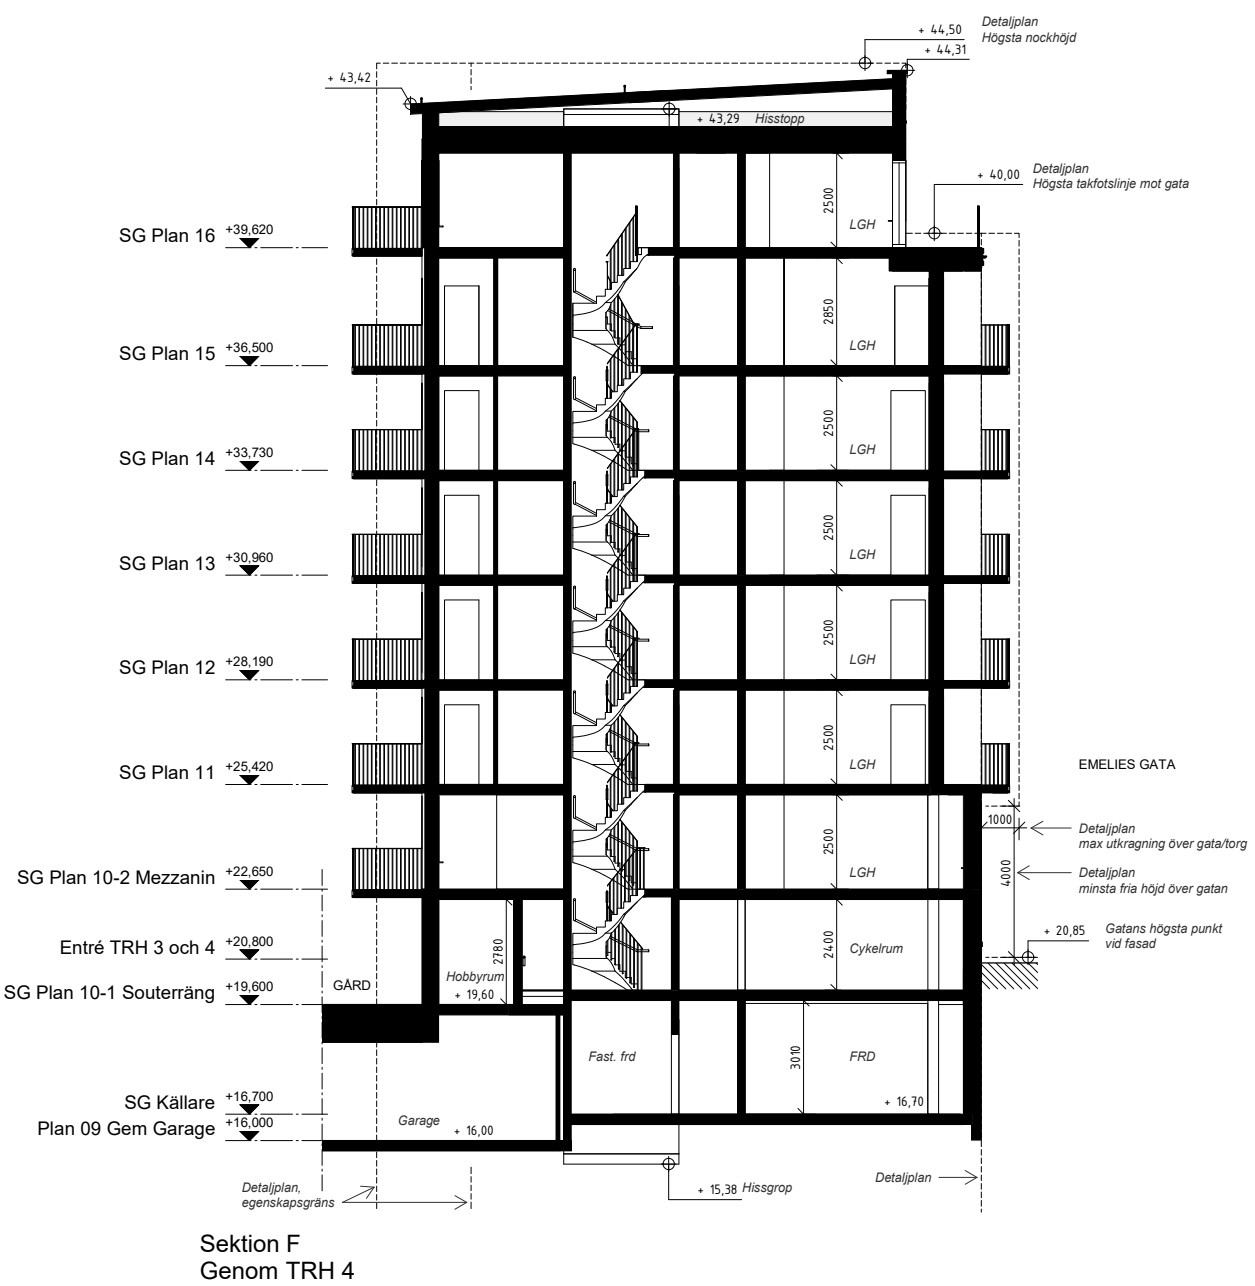 + 44,50
Detaljplan
Högsta nockhöjd
+ 44,31
+ 43,42
+ 43,29 Hisstopp
+ 40,00
Detaljplan
Högsta takfotslinje mot gata
2500
LGH
SG Plan 16 +39,620
2850
LGH
SG Plan 15 +36,500
2500
LGH
SG Plan 14 +33,730
2500
LGH
SG Plan 13 +30,960
2500
LGH
SG Plan 12 +28,190
2500
LGH
SG Plan 11 +25,420
EMELIES GATA
1000
Detaljplan
max utkragning över gata/torg
2500
LGH
4000
Detaljplan
minsta fria höjd över gatan
SG Plan 10-2 Mezzanin +22,650
+ 20,85
Gatans högsta punkt
vid fasad
Entré TRH 3 och 4 +20,800
2780
2400
Cykelrum
Hobbyrum
+ 19,60
GÅRD
SG Plan 10-1 Souterräng +19,600
Fast. frd
3010
FRD
+ 16,70
SG Källare +16,700
Plan 09 Gem Garage +16,000
Garage
+ 16,00
Detaljplan,
egenskapsgräns
+ 15,38 Hissgrop
Detaljplan
Sektion F
Genom TRH 4